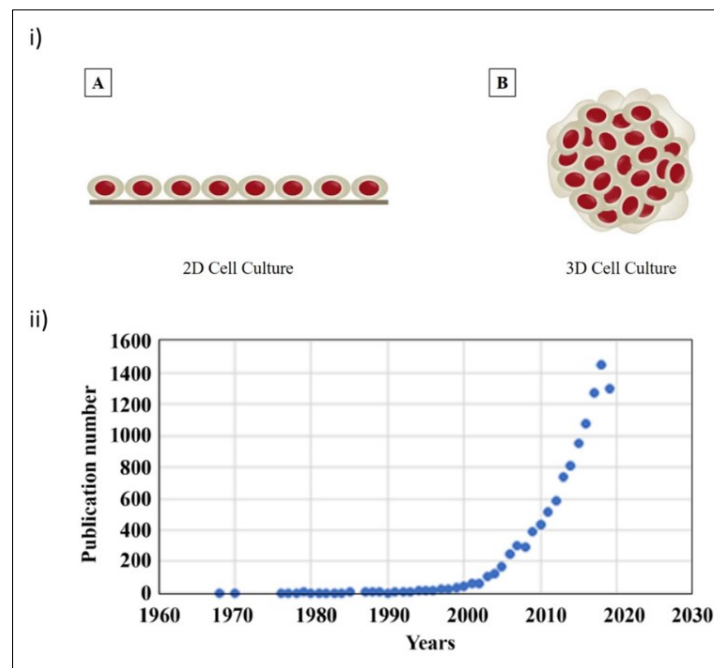 i)
A
B
2D Cell Culture
3D Cell Culture
ii)
1600
1400
1200
1000
800
600
400
200
0
Publication number
1960 1970 1980 1990 2000 2010 2020 2030
Years